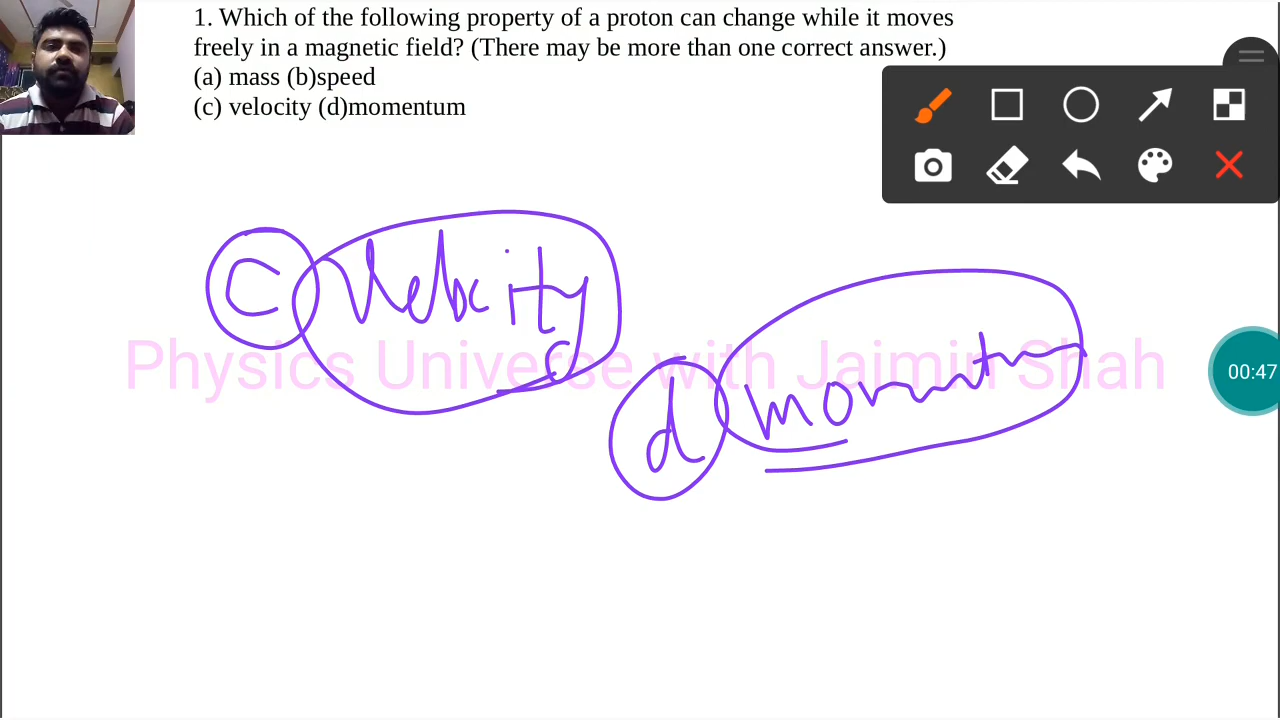 1. Which of the following property of a proton can change while it moves
freely in a magnetic field? (There may be more than one correct answer.)
(a) mass (b)speed
(c) velocity (d)momentum
C Velocity
Physics Universe with Jaimin Shah
00:47
d momentum